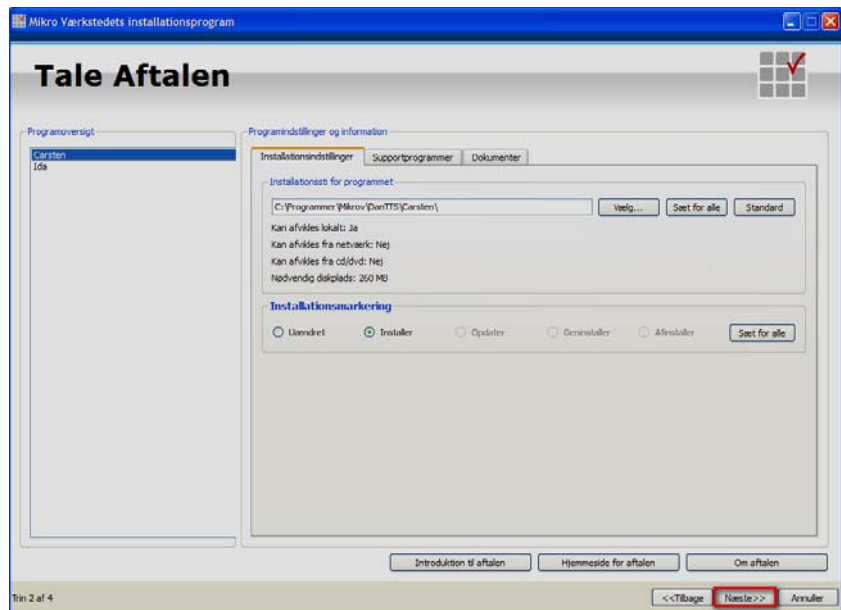 Mikro Værkstedets installationsprogram
Tale Aftalen
Programoversigt
Carsten
Ida
Programindstillinger og information
Installationsindstillinger Supportprogrammer Dokumenter
Installationssti for programmet
C:\Programmer\Mikrov\DanTTS\Carsten\ Vælg... Sæt for alle Standard
Kan afvikles lokalt: Ja
Kan afvikles fra netværk: Nej
Kan afvikles fra cd/dvd: Nej
Nødvendig diskplads: 260 MB
Installationsmarkering
Uændret Installer Opdater Geninstaller Afinstaller Sæt for alle
Introduktion til aftalen Hjemmeside for aftalen Om aftalen
Trin 2 af 4 <<Tilbage Næste>> Annuller